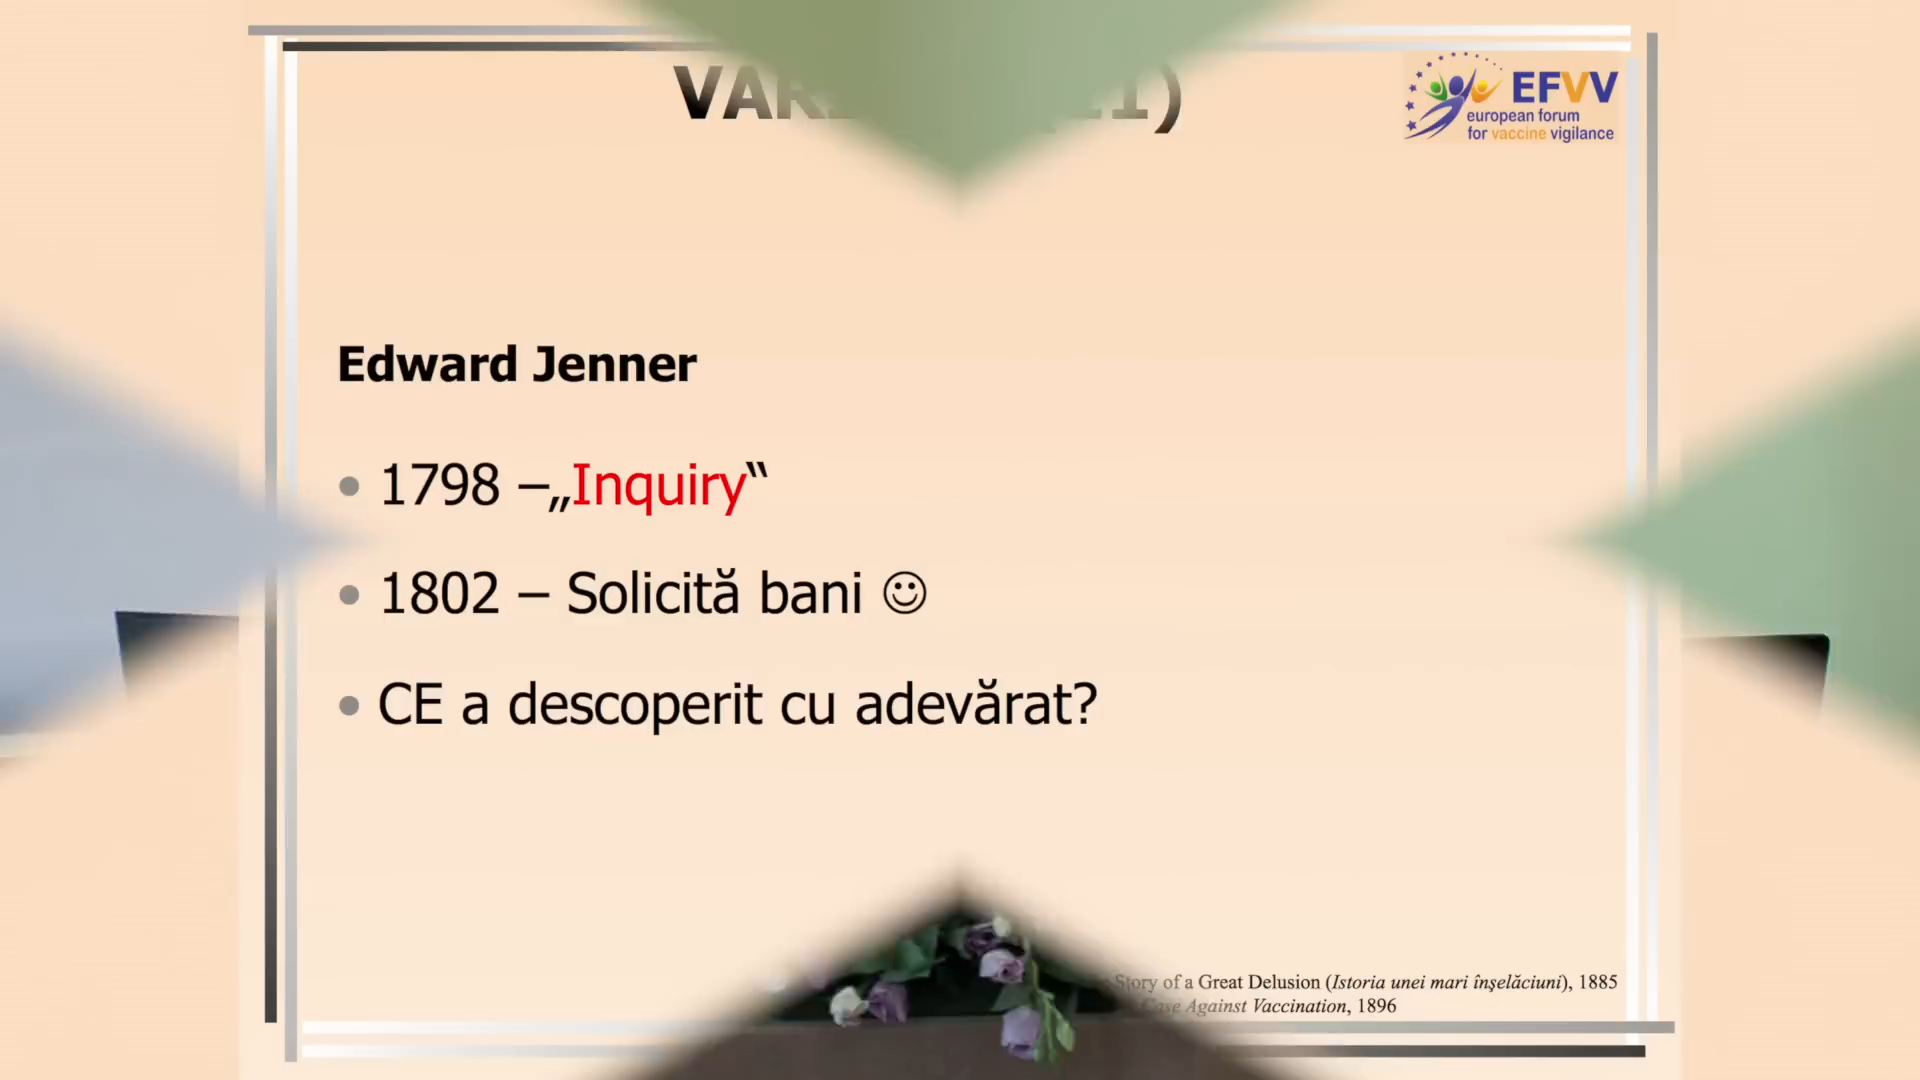 EFVV
european forum
for vaccine vigilance
Edward Jenner
• 1798 –„Inquiry“
• 1802 – Solicită bani ☺
• CE a descoperit cu adevărat?
Story of a Great Delusion (Istoria unei mari înşelăciuni), 1885
Case Against Vaccination, 1896